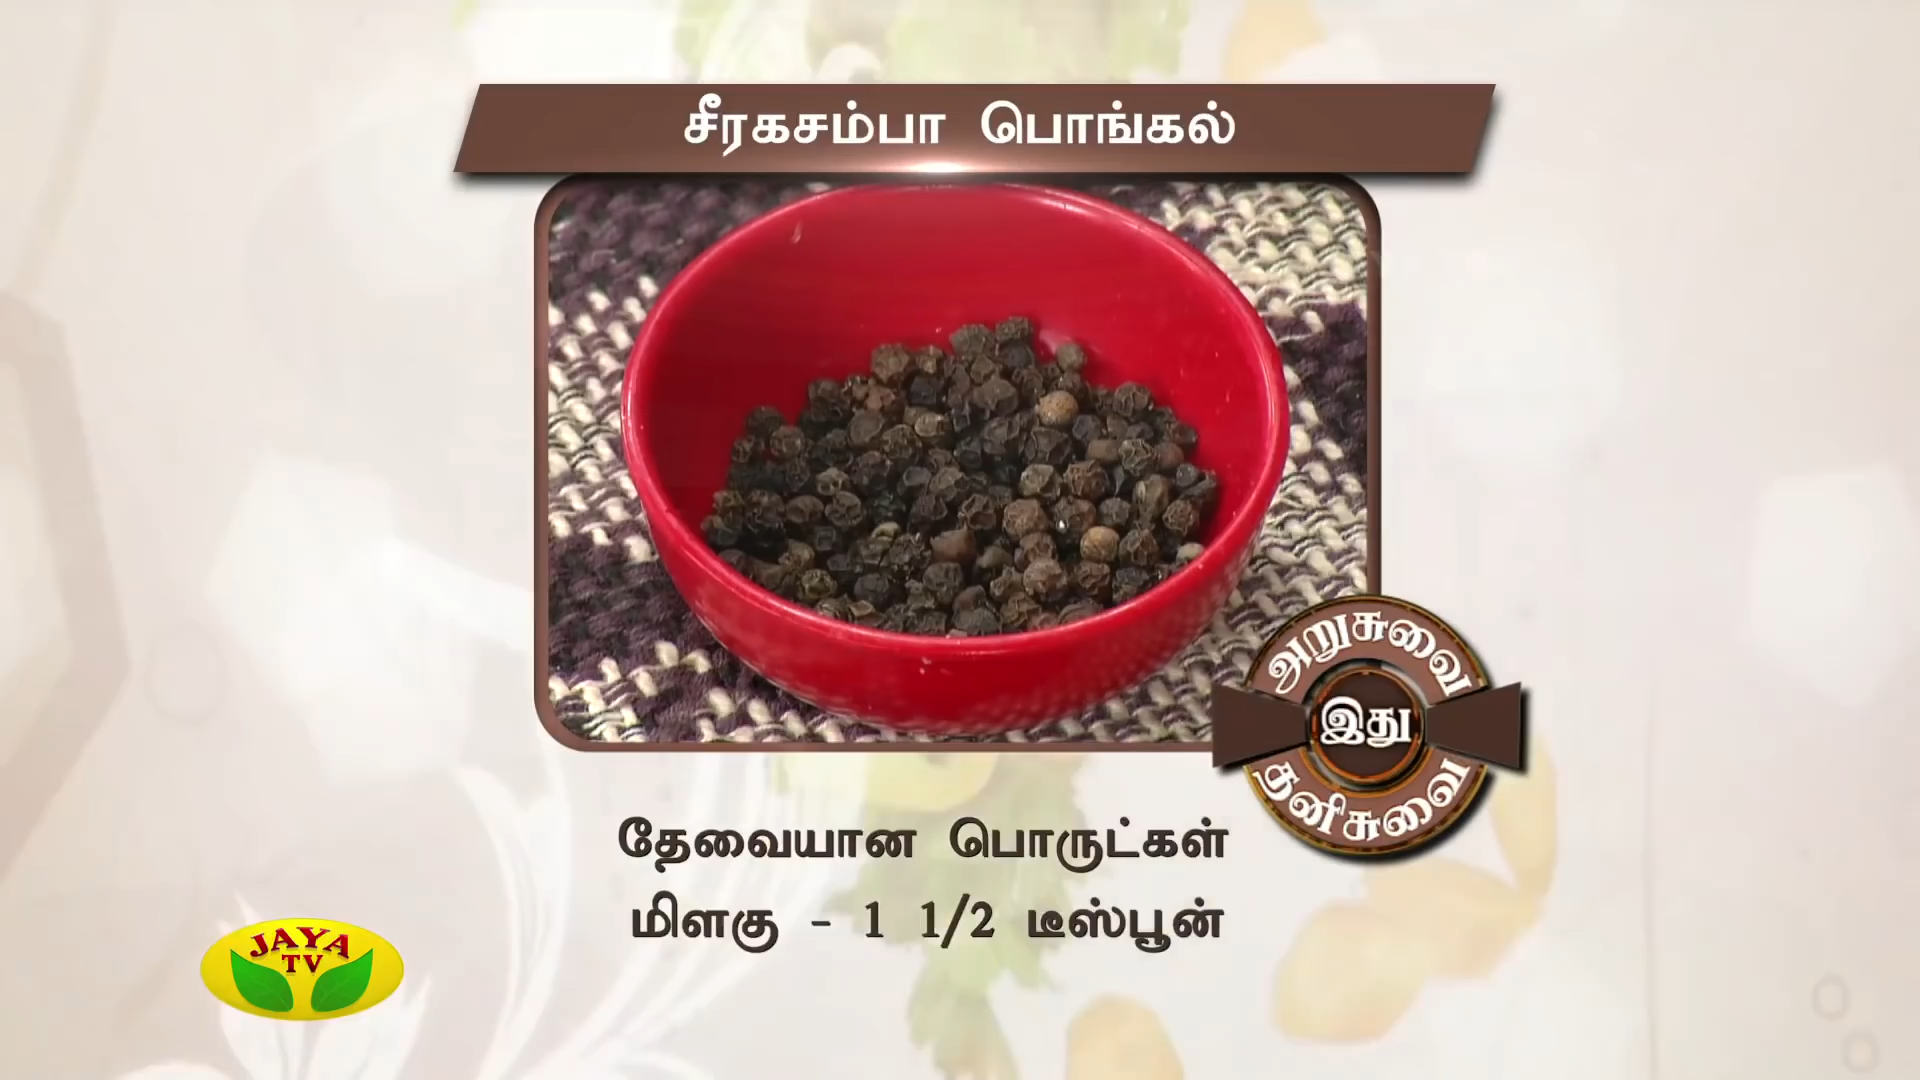 சீரகசம்பா பொங்கல்
அறுசுவை
இது
தனிசுவை
தேவையான பொருட்கள்
மிளகு - 1 1/2 டீஸ்பூன்
JAYA
TV